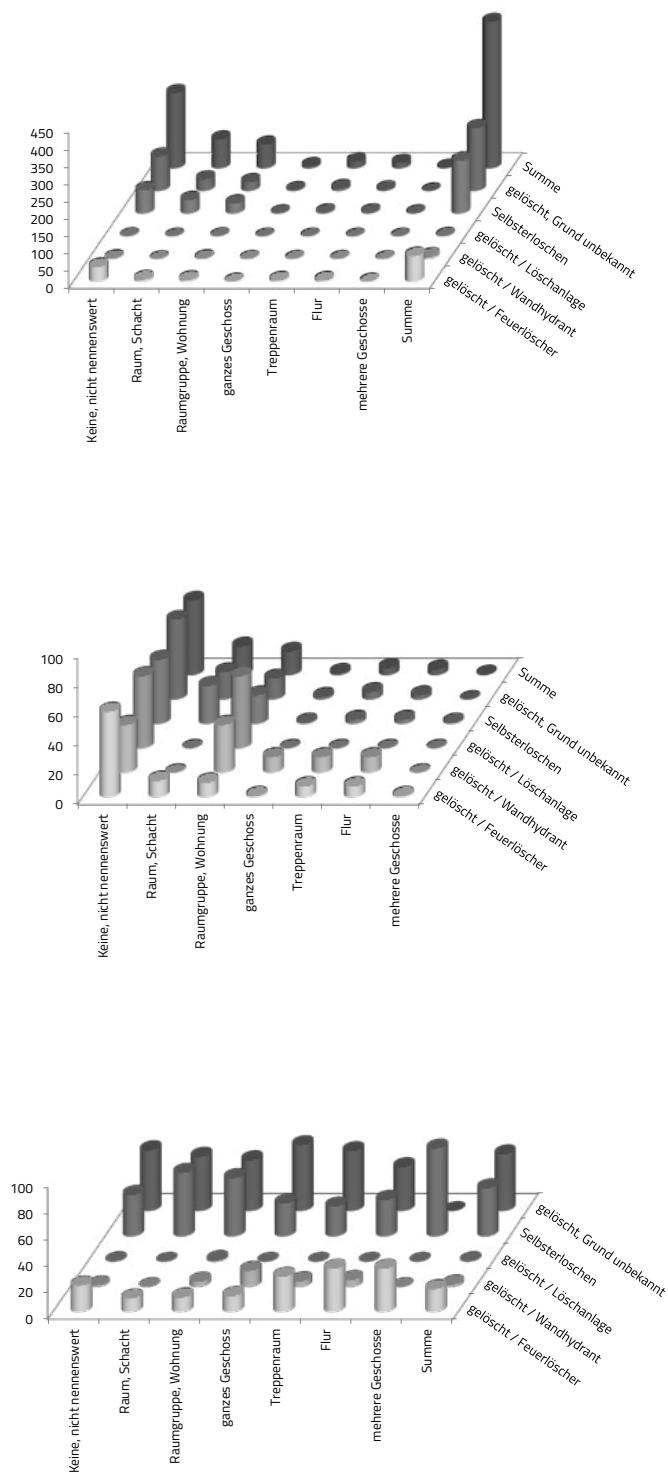 450
400
350
300
250
200
150
100
50
0
Summe
gelöscht, Grund unbekannt
Selbsterloschen
gelöscht / Löschanlage
gelöscht / Wandhydrant
gelöscht / Feuerlöscher
Keine, nicht nennenswert
Raum, Schacht
Raumgruppe, Wohnung
ganzes Geschoss
Treppenraum
Flur
mehrere Geschosse
Summe
100
80
60
40
20
0
Summe
gelöscht, Grund unbekannt
Selbsterloschen
gelöscht / Löschanlage
gelöscht / Wandhydrant
gelöscht / Feuerlöscher
Keine, nicht nennenswert
Raum, Schacht
Raumgruppe, Wohnung
ganzes Geschoss
Treppenraum
Flur
mehrere Geschosse
100
80
60
40
20
0
gelöscht, Grund unbekannt
Selbsterloschen
gelöscht / Löschanlage
gelöscht / Wandhydrant
gelöscht / Feuerlöscher
Keine, nicht nennenswert
Raum, Schacht
Raumgruppe, Wohnung
ganzes Geschoss
Treppenraum
Flur
mehrere Geschosse
Summe